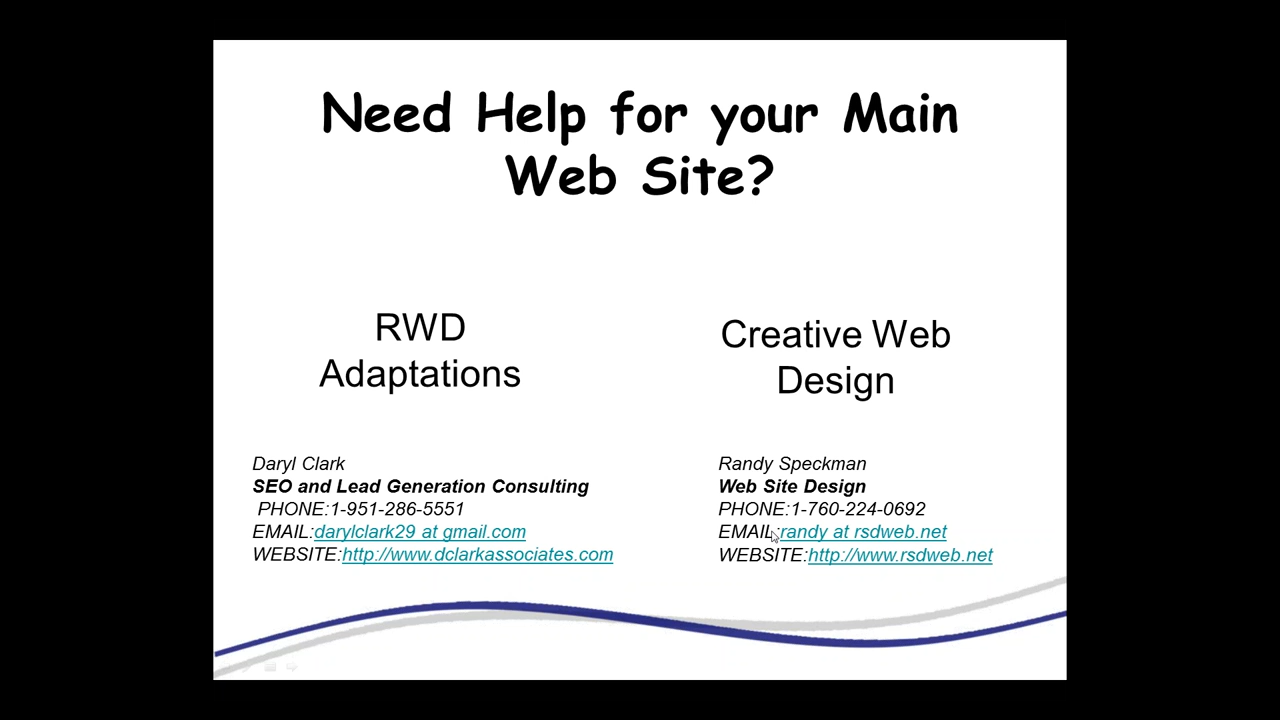 Need Help for your Main
Web Site?
RWD
Adaptations
Creative Web
Design
Daryl Clark
SEO and Lead Generation Consulting
PHONE:1-951-286-5551
EMAIL:darylclark29 at gmail.com
WEBSITE:http://www.dclarkassociates.com
Randy Speckman
Web Site Design
PHONE:1-760-224-0692
EMAIL:randy at rsdweb.net
WEBSITE:http://www.rsdweb.net